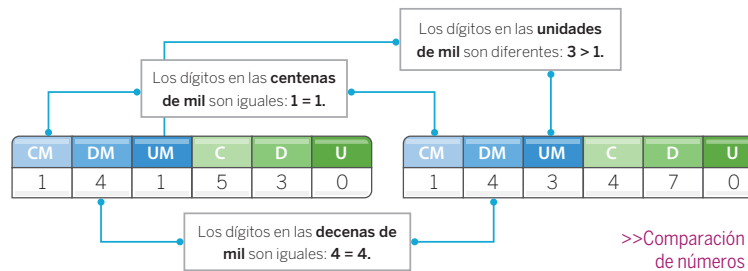 Los dígitos en las unidades
de mil son diferentes: 3 > 1.
Los dígitos en las centenas
de mil son iguales: 1 = 1.
CM DM UM C D U
1 4 1 5 3 0
CM DM UM C D U
1 4 3 4 7 0
Los dígitos en las decenas de
mil son iguales: 4 = 4.
>>Comparación
de números